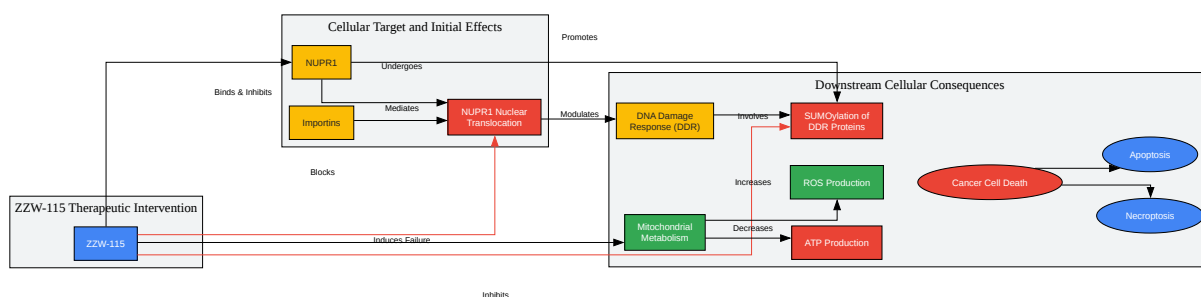 Cellular Target and Initial Effects
Promotes
NUPR1
Undergoes
Binds & Inhibits
Importins
Mediates
NUPR1 Nuclear
Translocation
Modulates
Blocks
Downstream Cellular Consequences
DNA Damage
Response (DDR)
Involves
SUMOylation of
DDR Proteins
Increases
ROS Production
Cancer Cell Death
Apoptosis
Necroptosis
ZZW-115 Therapeutic Intervention
ZZW-115
Induces Failure
Mitochondrial
Metabolism
Decreases
ATP Production
Inhibits